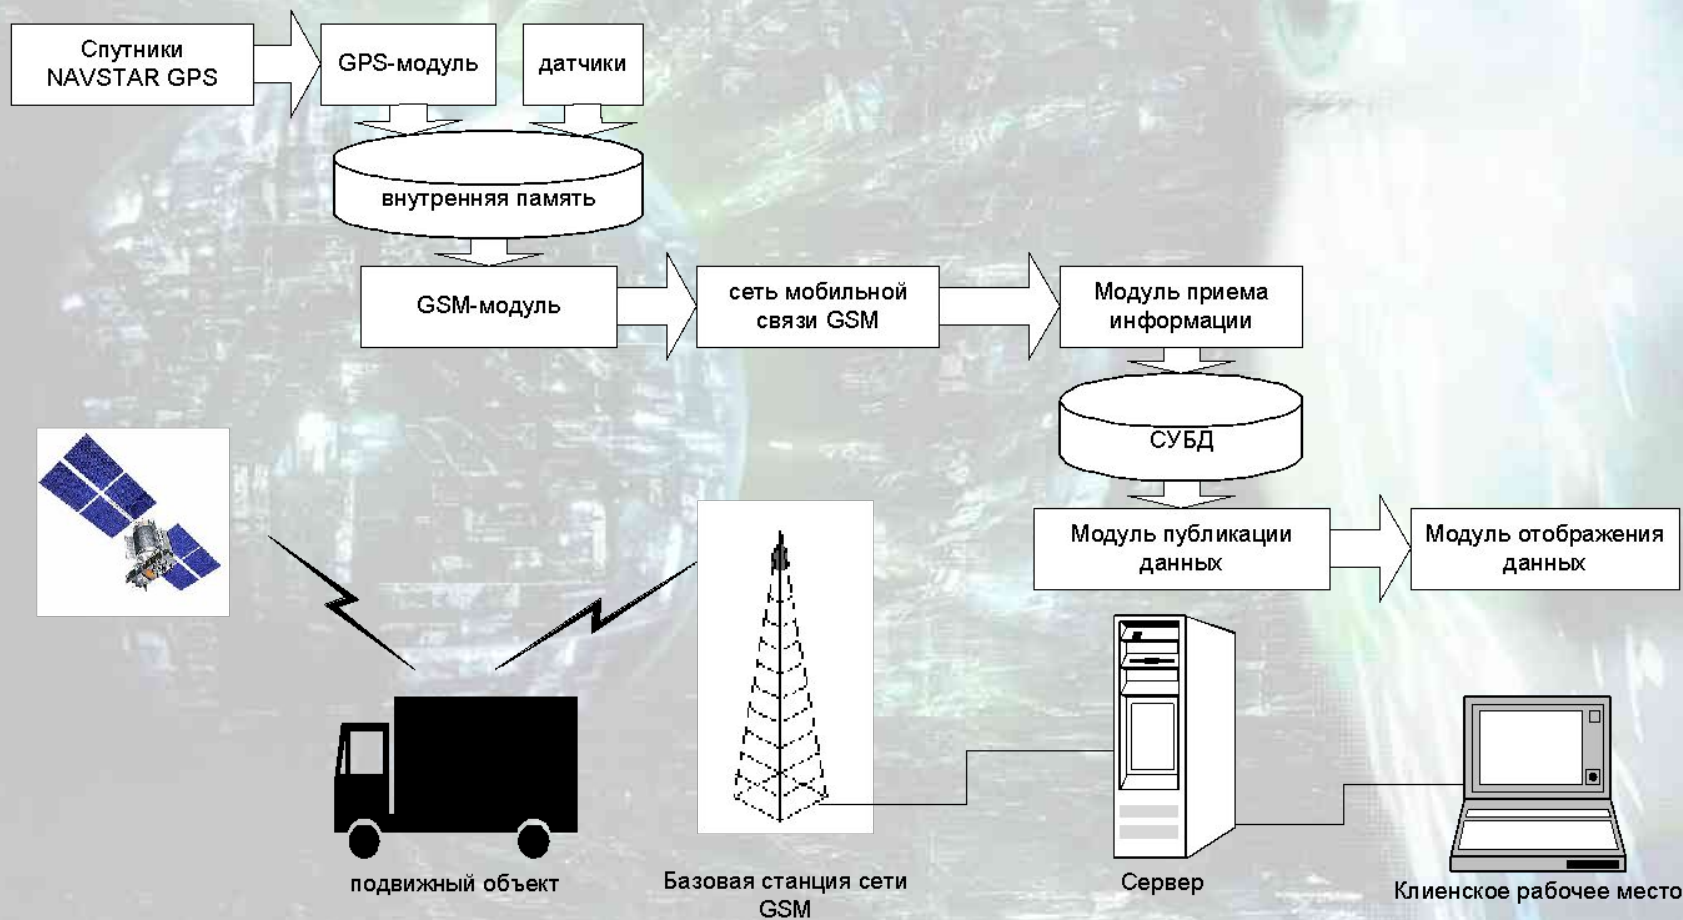 Спутники
NAVSTAR GPS
GPS-модуль
датчики
внутренняя память
GSM-модуль
сеть мобильной
связи GSM
Модуль приема
информации
СУБД
Модуль публикации
данных
Модуль отображения
данных
подвижный объект
Базовая станция сети
GSM
Сервер
Клиенское рабочее место